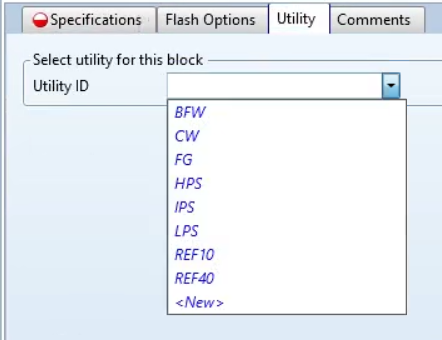 Specifications Flash Options Utility Comments
Select utility for this block
Utility ID
BFW
CW
FG
HPS
IPS
LPS
REF10
REF40
<New>